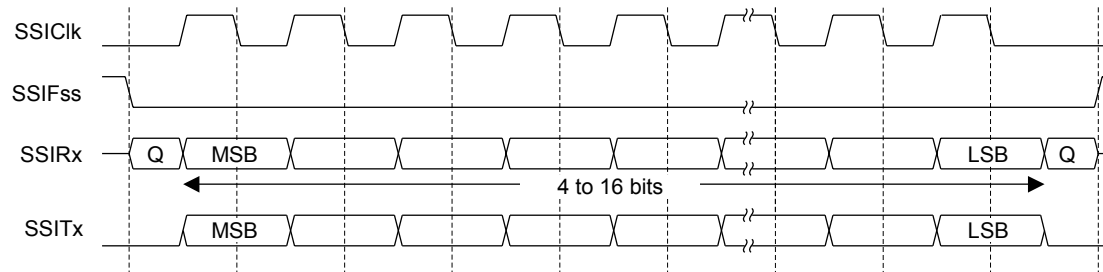 SSIClk
SSIFss
SSIRx
Q MSB LSB Q
4 to 16 bits
SSITx
MSB LSB